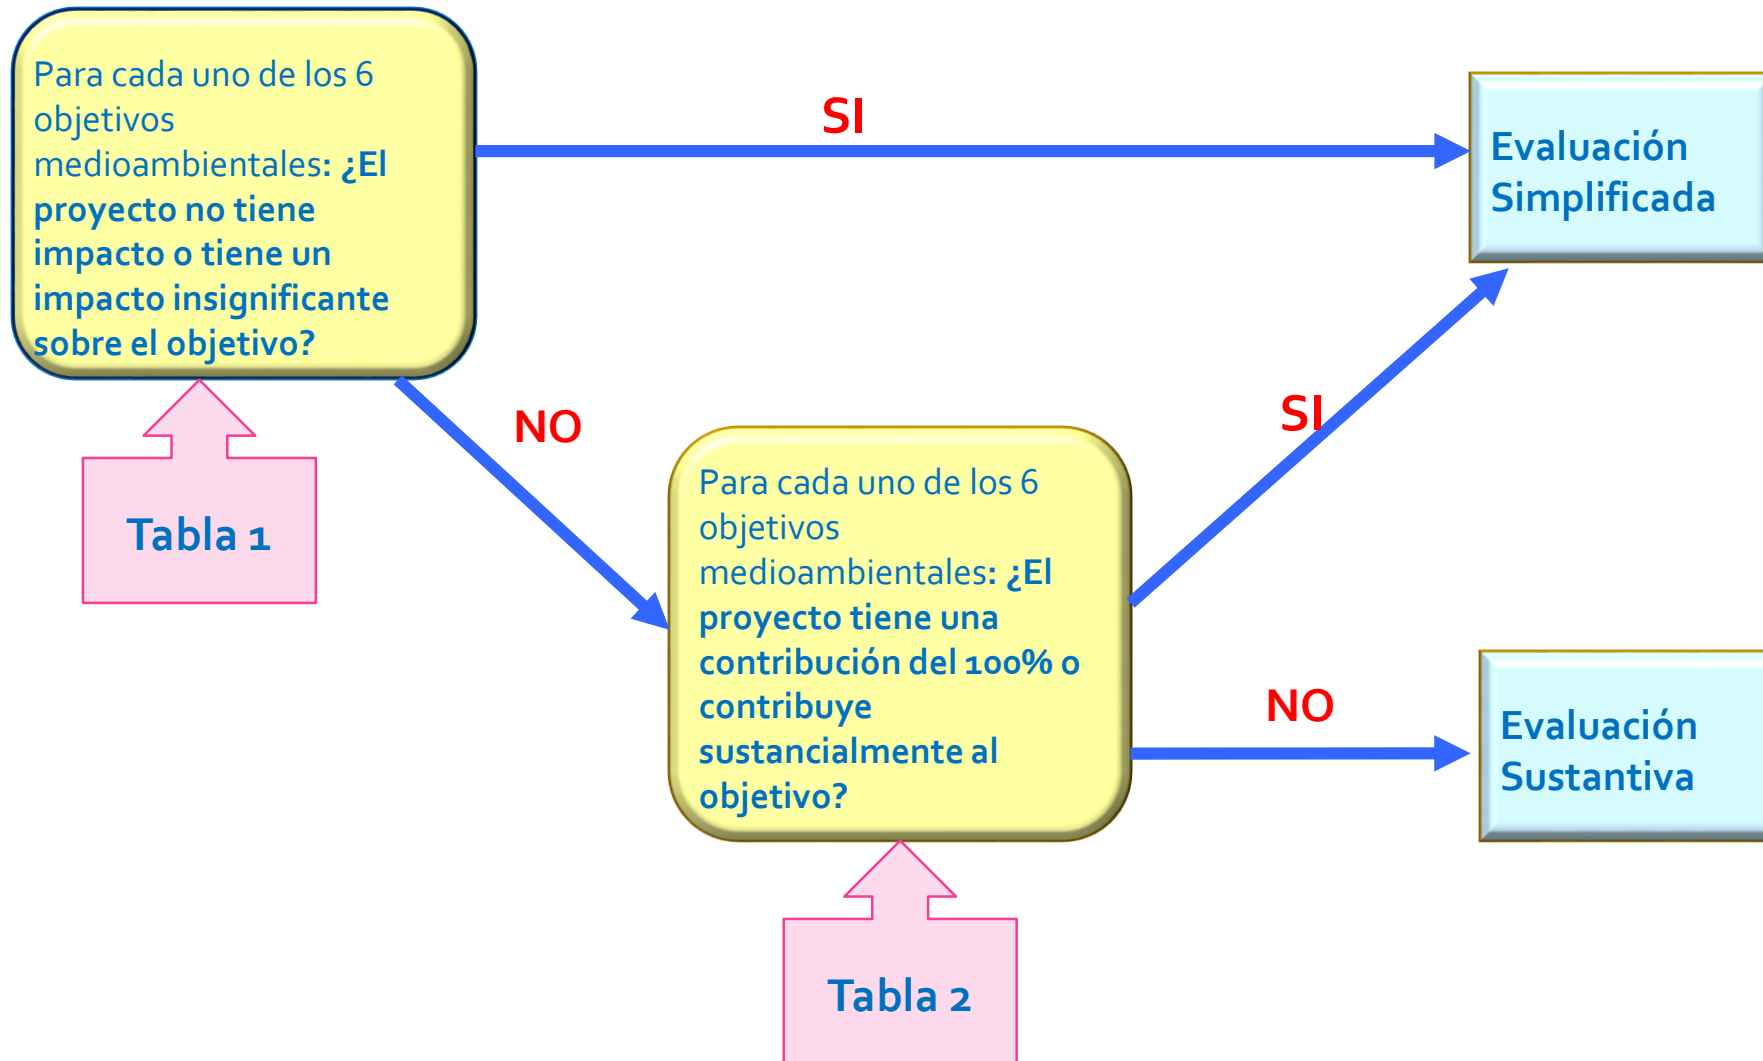 Para cada uno de los 6
objetivos
medioambientales: ¿El
proyecto no tiene
impacto o tiene un
impacto insignificante
sobre el objetivo?
SI
Evaluación
Simplificada
NO
SI
Tabla 1
Para cada uno de los 6
objetivos
medioambientales: ¿El
proyecto tiene una
contribución del 100% o
contribuye
sustancialmente al
objetivo?
NO
Evaluación
Sustantiva
Tabla 2